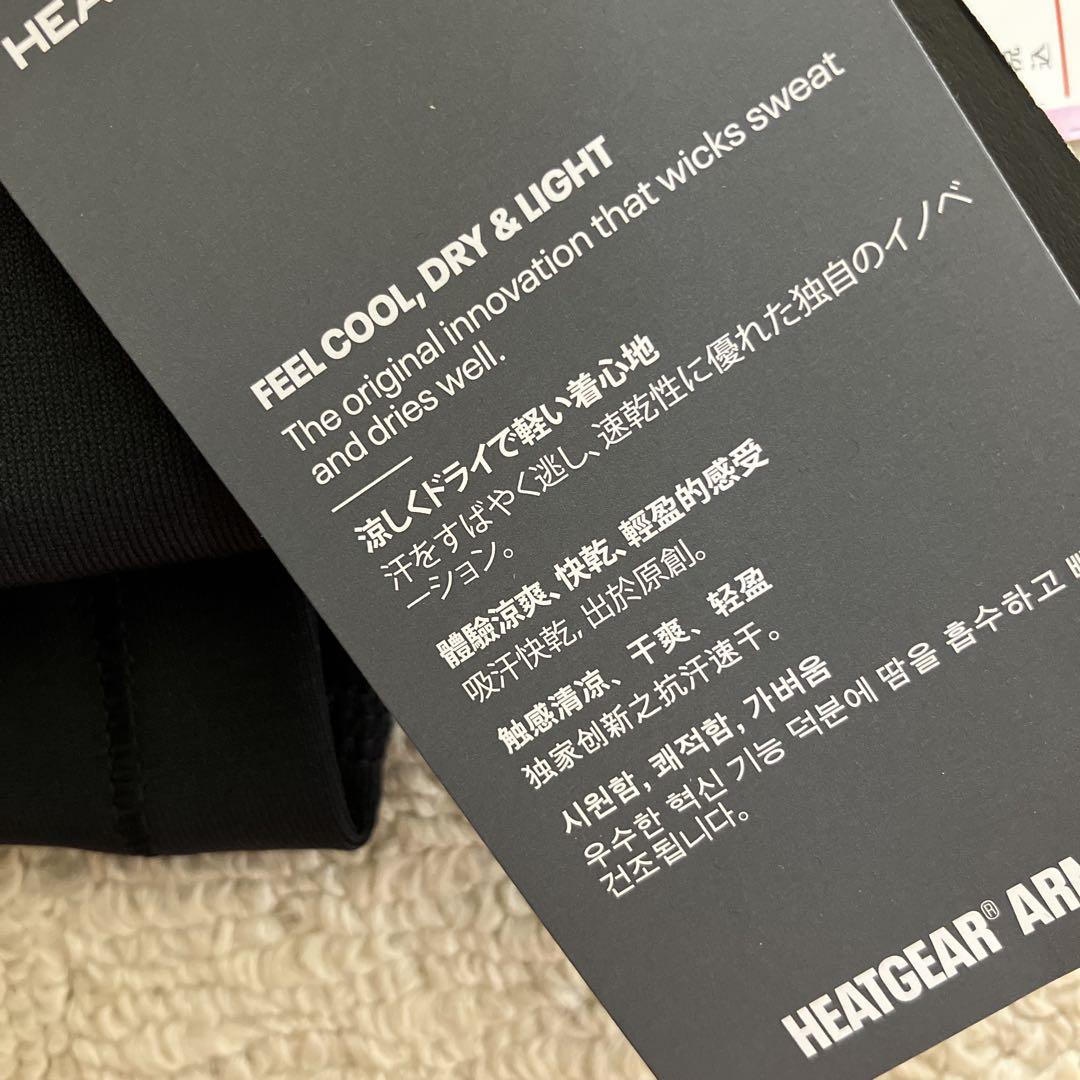 FEEL COOL, DRY & LIGHT
The original innovation that wicks sweat
and dries well.
涼しくドライで軽い着心地
汗をすばやく逃し、速乾性に優れた独自のイノベ
ーション。
體驗涼爽、快乾、輕盈的感受
吸汗快乾, 出於原創。
触感清凉、干爽、轻盈
独家创新之抗汗速干。
시원함, 쾌적함, 가벼움
우수한 혁신 기능 덕분에 땀을 흡수하고
건조됩니다.
HEATGEAR®
税
込